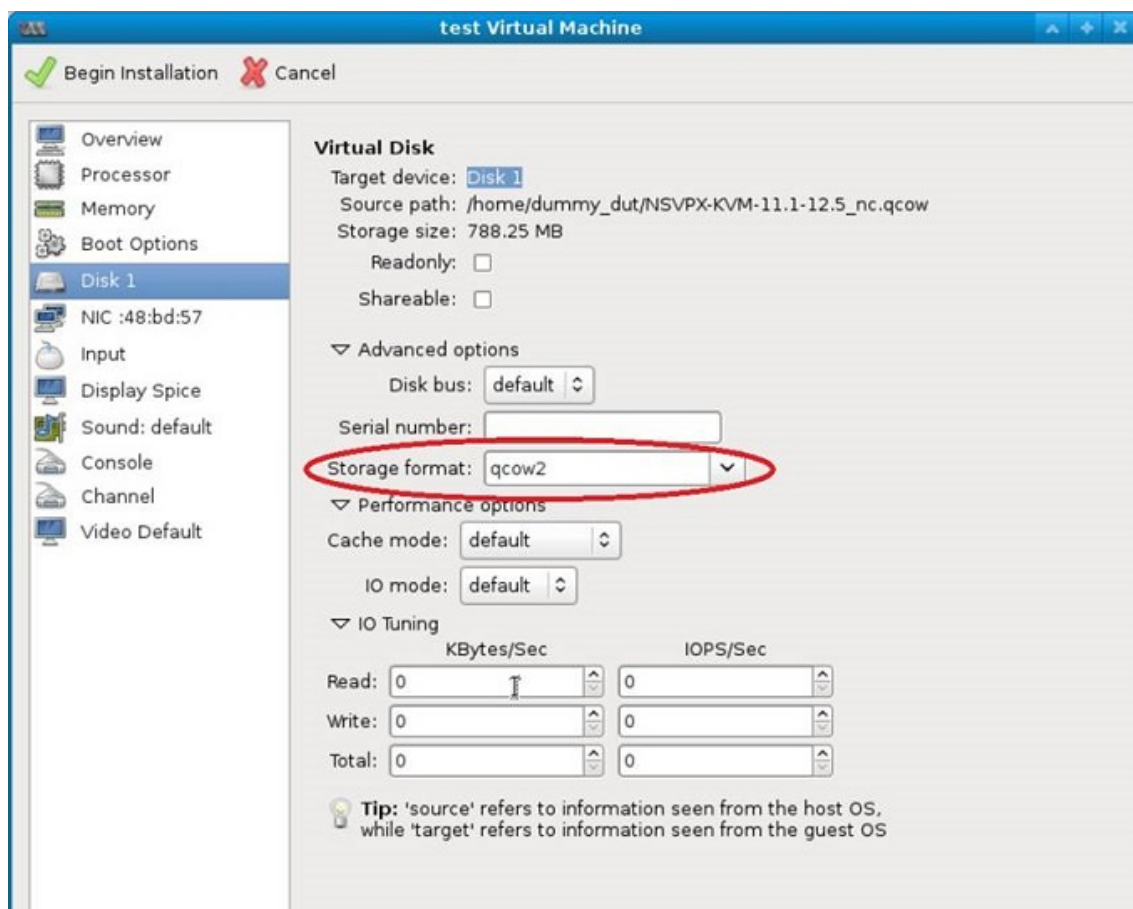 test Virtual Machine
Begin Installation Cancel
Overview
Processor
Memory
Boot Options
Disk 1
NIC :48:bd:57
Input
Display Spice
Sound: default
Console
Channel
Video Default
Virtual Disk
Target device: Disk 1
Source path: /home/dummy_dut/NSVPX-KVM-11.1-12.5_nc.qcow
Storage size: 788.25 MB
Readonly:
Shareable:
Advanced options
Disk bus: default
Serial number:
Storage format: qcow2
Performance options
Cache mode: default
IO mode: default
IO Tuning
KBytes/Sec IOPS/Sec
Read: 0 0
Write: 0 0
Total: 0 0
Tip: 'source' refers to information seen from the host OS,
while 'target' refers to information seen from the guest OS